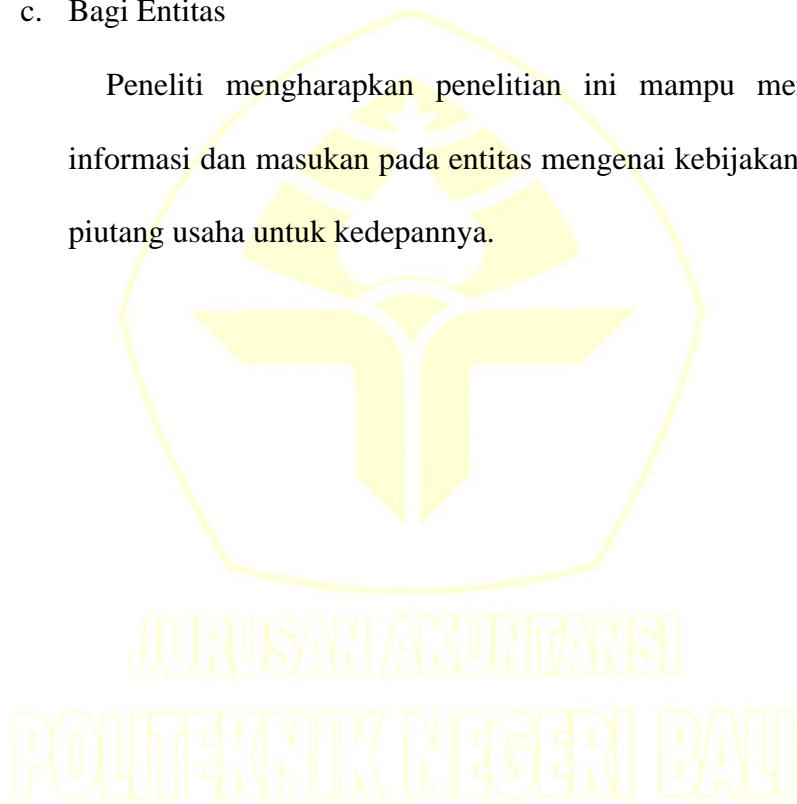 c. Bagi Entitas
Peneliti mengharapkan penelitian ini mampu
informasi dan masukan pada entitas mengenai kebijakan
piutang usaha untuk kedepannya.
JURUSAN AKUNTANSI
POLITEKNIK NEGERI BALI